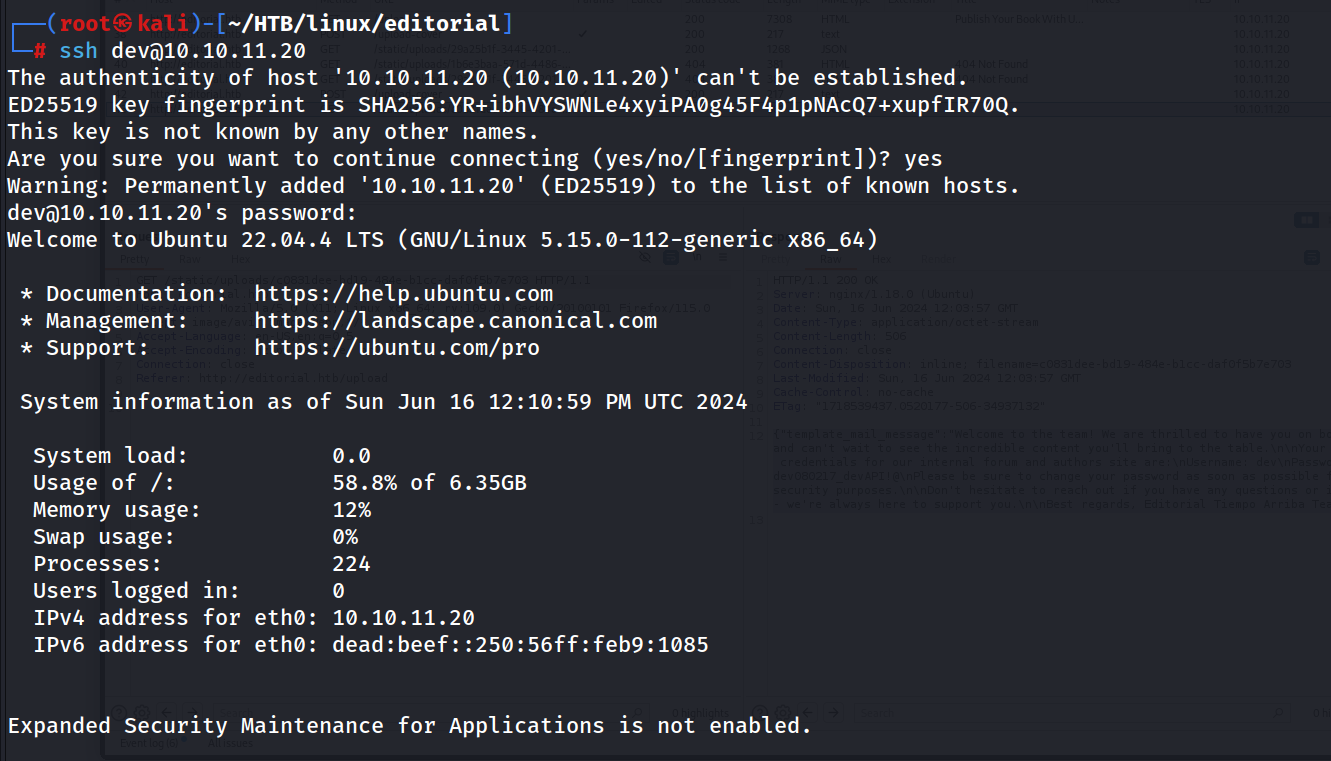 ┌──(root㉿kali)-[~/HTB/linux/editorial]
└─# ssh dev@10.10.11.20
The authenticity of host '10.10.11.20 (10.10.11.20)' can't be established.
ED25519 key fingerprint is SHA256:YR+ibhVYSWNLe4xyiPA0g45F4p1pNAcQ7+xupfIR70Q.
This key is not known by any other names.
Are you sure you want to continue connecting (yes/no/[fingerprint])? yes
Warning: Permanently added '10.10.11.20' (ED25519) to the list of known hosts.
dev@10.10.11.20's password:
Welcome to Ubuntu 22.04.4 LTS (GNU/Linux 5.15.0-112-generic x86_64)
* Documentation: https://help.ubuntu.com
* Management: https://landscape.canonical.com
* Support: https://ubuntu.com/pro
System information as of Sun Jun 16 12:10:59 PM UTC 2024
System load: 0.0
Usage of /: 58.8% of 6.35GB
Memory usage: 12%
Swap usage: 0%
Processes: 224
Users logged in: 0
IPv4 address for eth0: 10.10.11.20
IPv6 address for eth0: dead:beef::250:56ff:feb9:1085
Expanded Security Maintenance for Applications is not enabled.